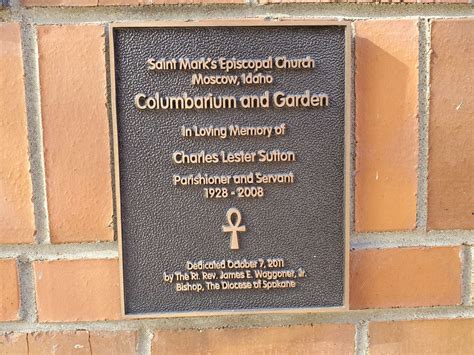 Saint Mark's Episcopal Church
Moscow, Idaho
Columbarium and Garden
In Loving Memory of
Charles Lester Sutton
Parishioner and Servant
1928 - 2008
Dedicated October 7, 2011
by The Rt. Rev. James E. Waggoner, Jr.
Bishop, The Diocese of Spokane